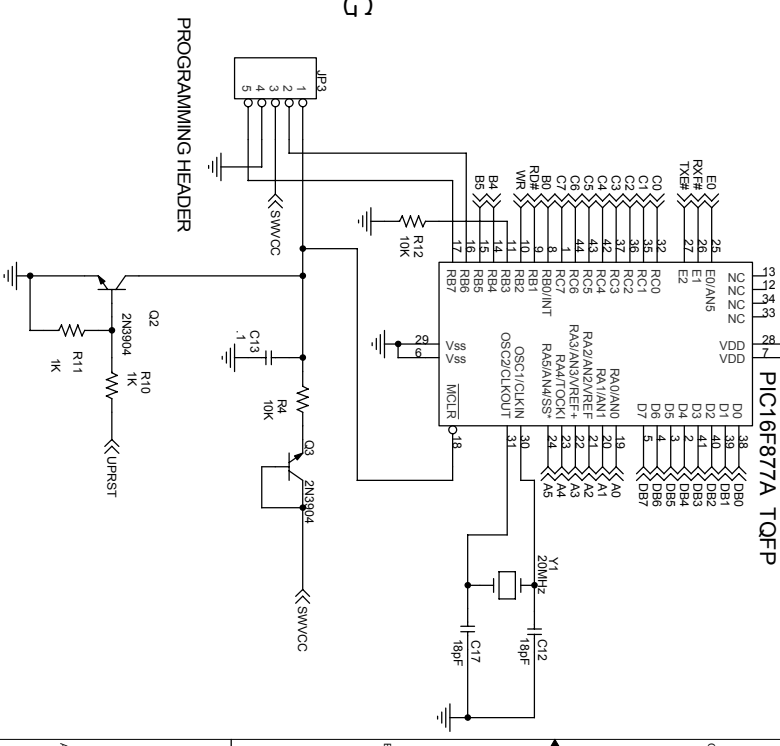 PIC16F877A TQFP
13 NC
12 NC
34 NC
33 NC
28 VDD
7 VDD
E0 25 E0/AN5
RXF# 26 E1
TXE# 27 E2
C0 32 RC0
C1 35 RC1
C2 36 RC2
C3 37 RC3
C4 42 RC4
C5 43 RC5
C6 44 RC6
C7 1 RC7
B0 8 RB0/INT
RD# 9 RB1
WR 10 RB2
11 RB3
B4 14 RB4
B5 15 RB5
16 RB6
17 RB7
D0 38 DB0
D1 39 DB1
D2 40 DB2
D3 41 DB3
D4 2 DB4
D5 3 DB5
D6 4 DB6
D7 5 DB7
RA0/AN0 19 A0
RA1/AN1 20 A1
RA2/AN2/VREF 21 A2
RA3/AN3/VREF+ 22 A3
RA4/TOCKI 23 A4
RA5/AN4/SS* 24 A5
OSC1/CLKIN 30
OSC2/CLKOUT 31
29 Vss
6 Vss
MCLR 18
Y1
20MHz
C12
18pF
C17
18pF
R12
10K
JP3
1
2
3
4
5
PROGRAMMING HEADER
SWVCC
C13
.1
R4
10K
Q3
2N3904
SWVCC
Q2
2N3904
R10
1K
R11
1K
UPRST